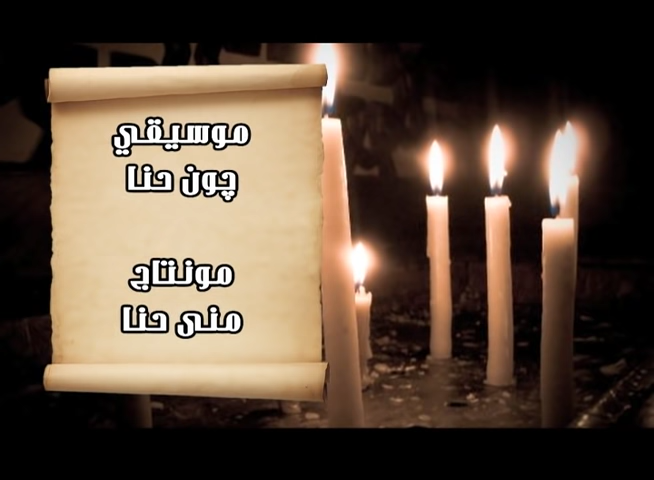 موسيقي
چون حنا
مونتاج
منى حنا